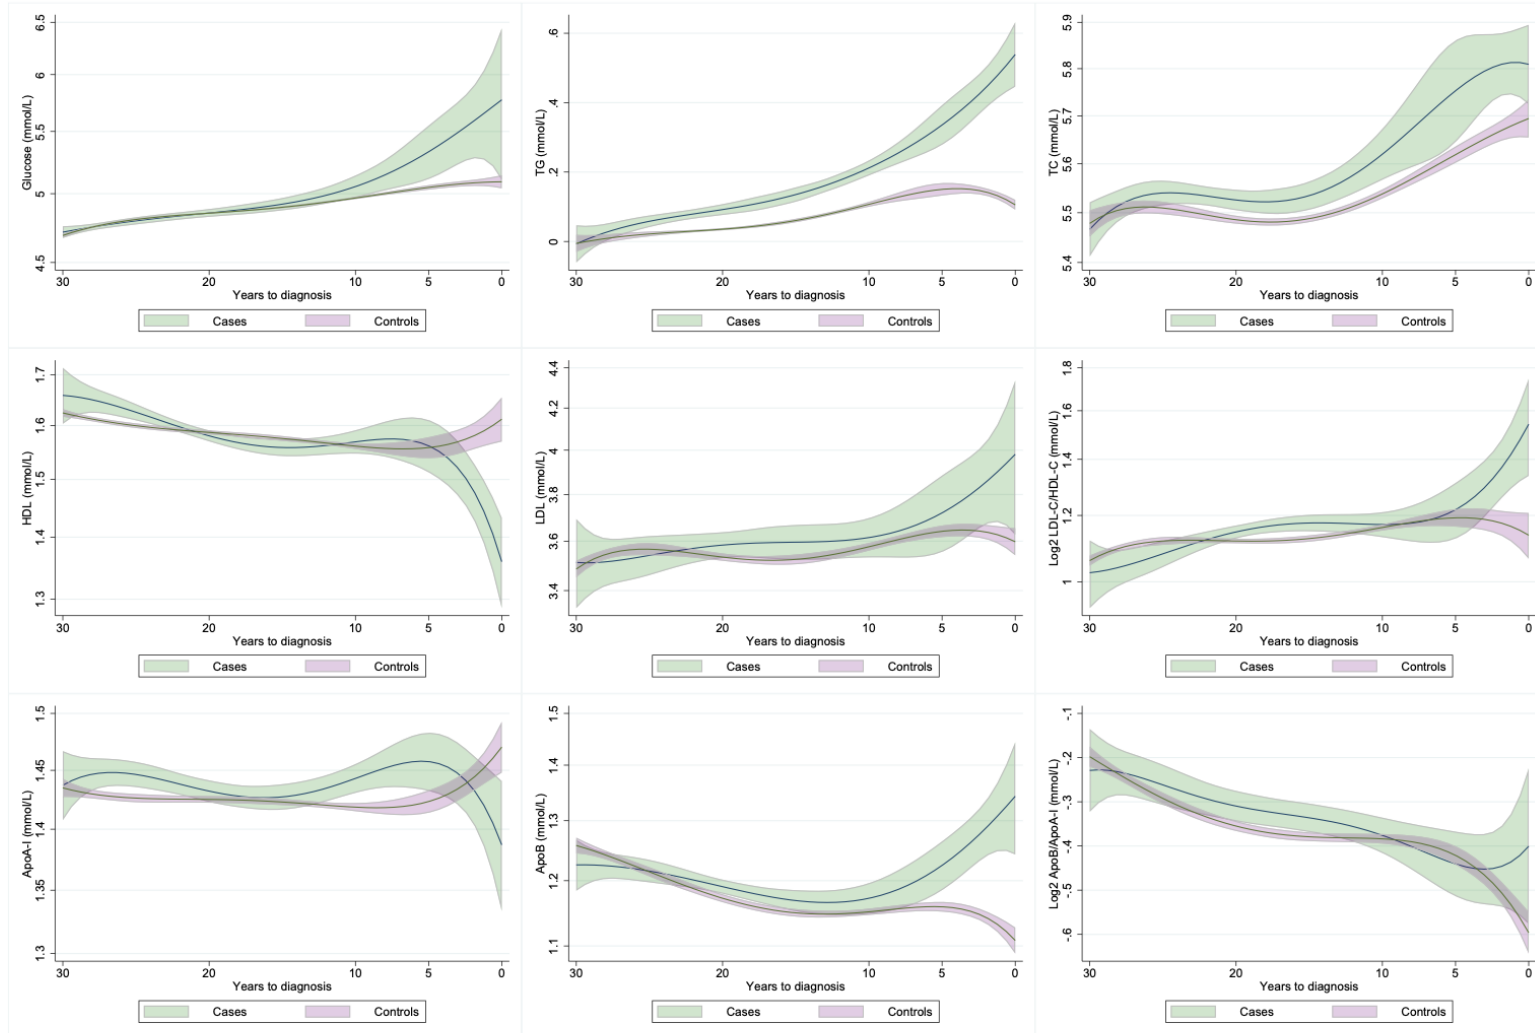 Glucose (mmol/L)
6.5
6
5.5
5
4.5
30 20 10 5 0
Years to diagnosis
Cases Controls
TG (mmol/L)
.6
.4
.2
0
30 20 10 5 0
Years to diagnosis
Cases Controls
TC (mmol/L)
5.9
5.8
5.7
5.6
5.5
5.4
30 20 10 5 0
Years to diagnosis
Cases Controls
HDL (mmol/L)
1.7
1.6
1.5
1.4
1.3
30 20 10 5 0
Years to diagnosis
Cases Controls
LDL (mmol/L)
4.4
4.2
4
3.8
3.6
3.4
30 20 10 5 0
Years to diagnosis
Cases Controls
Log2 LDL-C/HDL-C (mmol/L)
1.8
1.6
1.4
1.2
1
30 20 10 5 0
Years to diagnosis
Cases Controls
ApoA-I (mmol/L)
1.5
1.45
1.4
1.35
1.3
30 20 10 5 0
Years to diagnosis
Cases Controls
ApoB (mmol/L)
1.5
1.4
1.3
1.2
1.1
30 20 10 5 0
Years to diagnosis
Cases Controls
Log2 ApoB/ApoA-I (mmol/L)
-.1
-.2
-.3
-.4
-.5
-.6
30 20 10 5 0
Years to diagnosis
Cases Controls